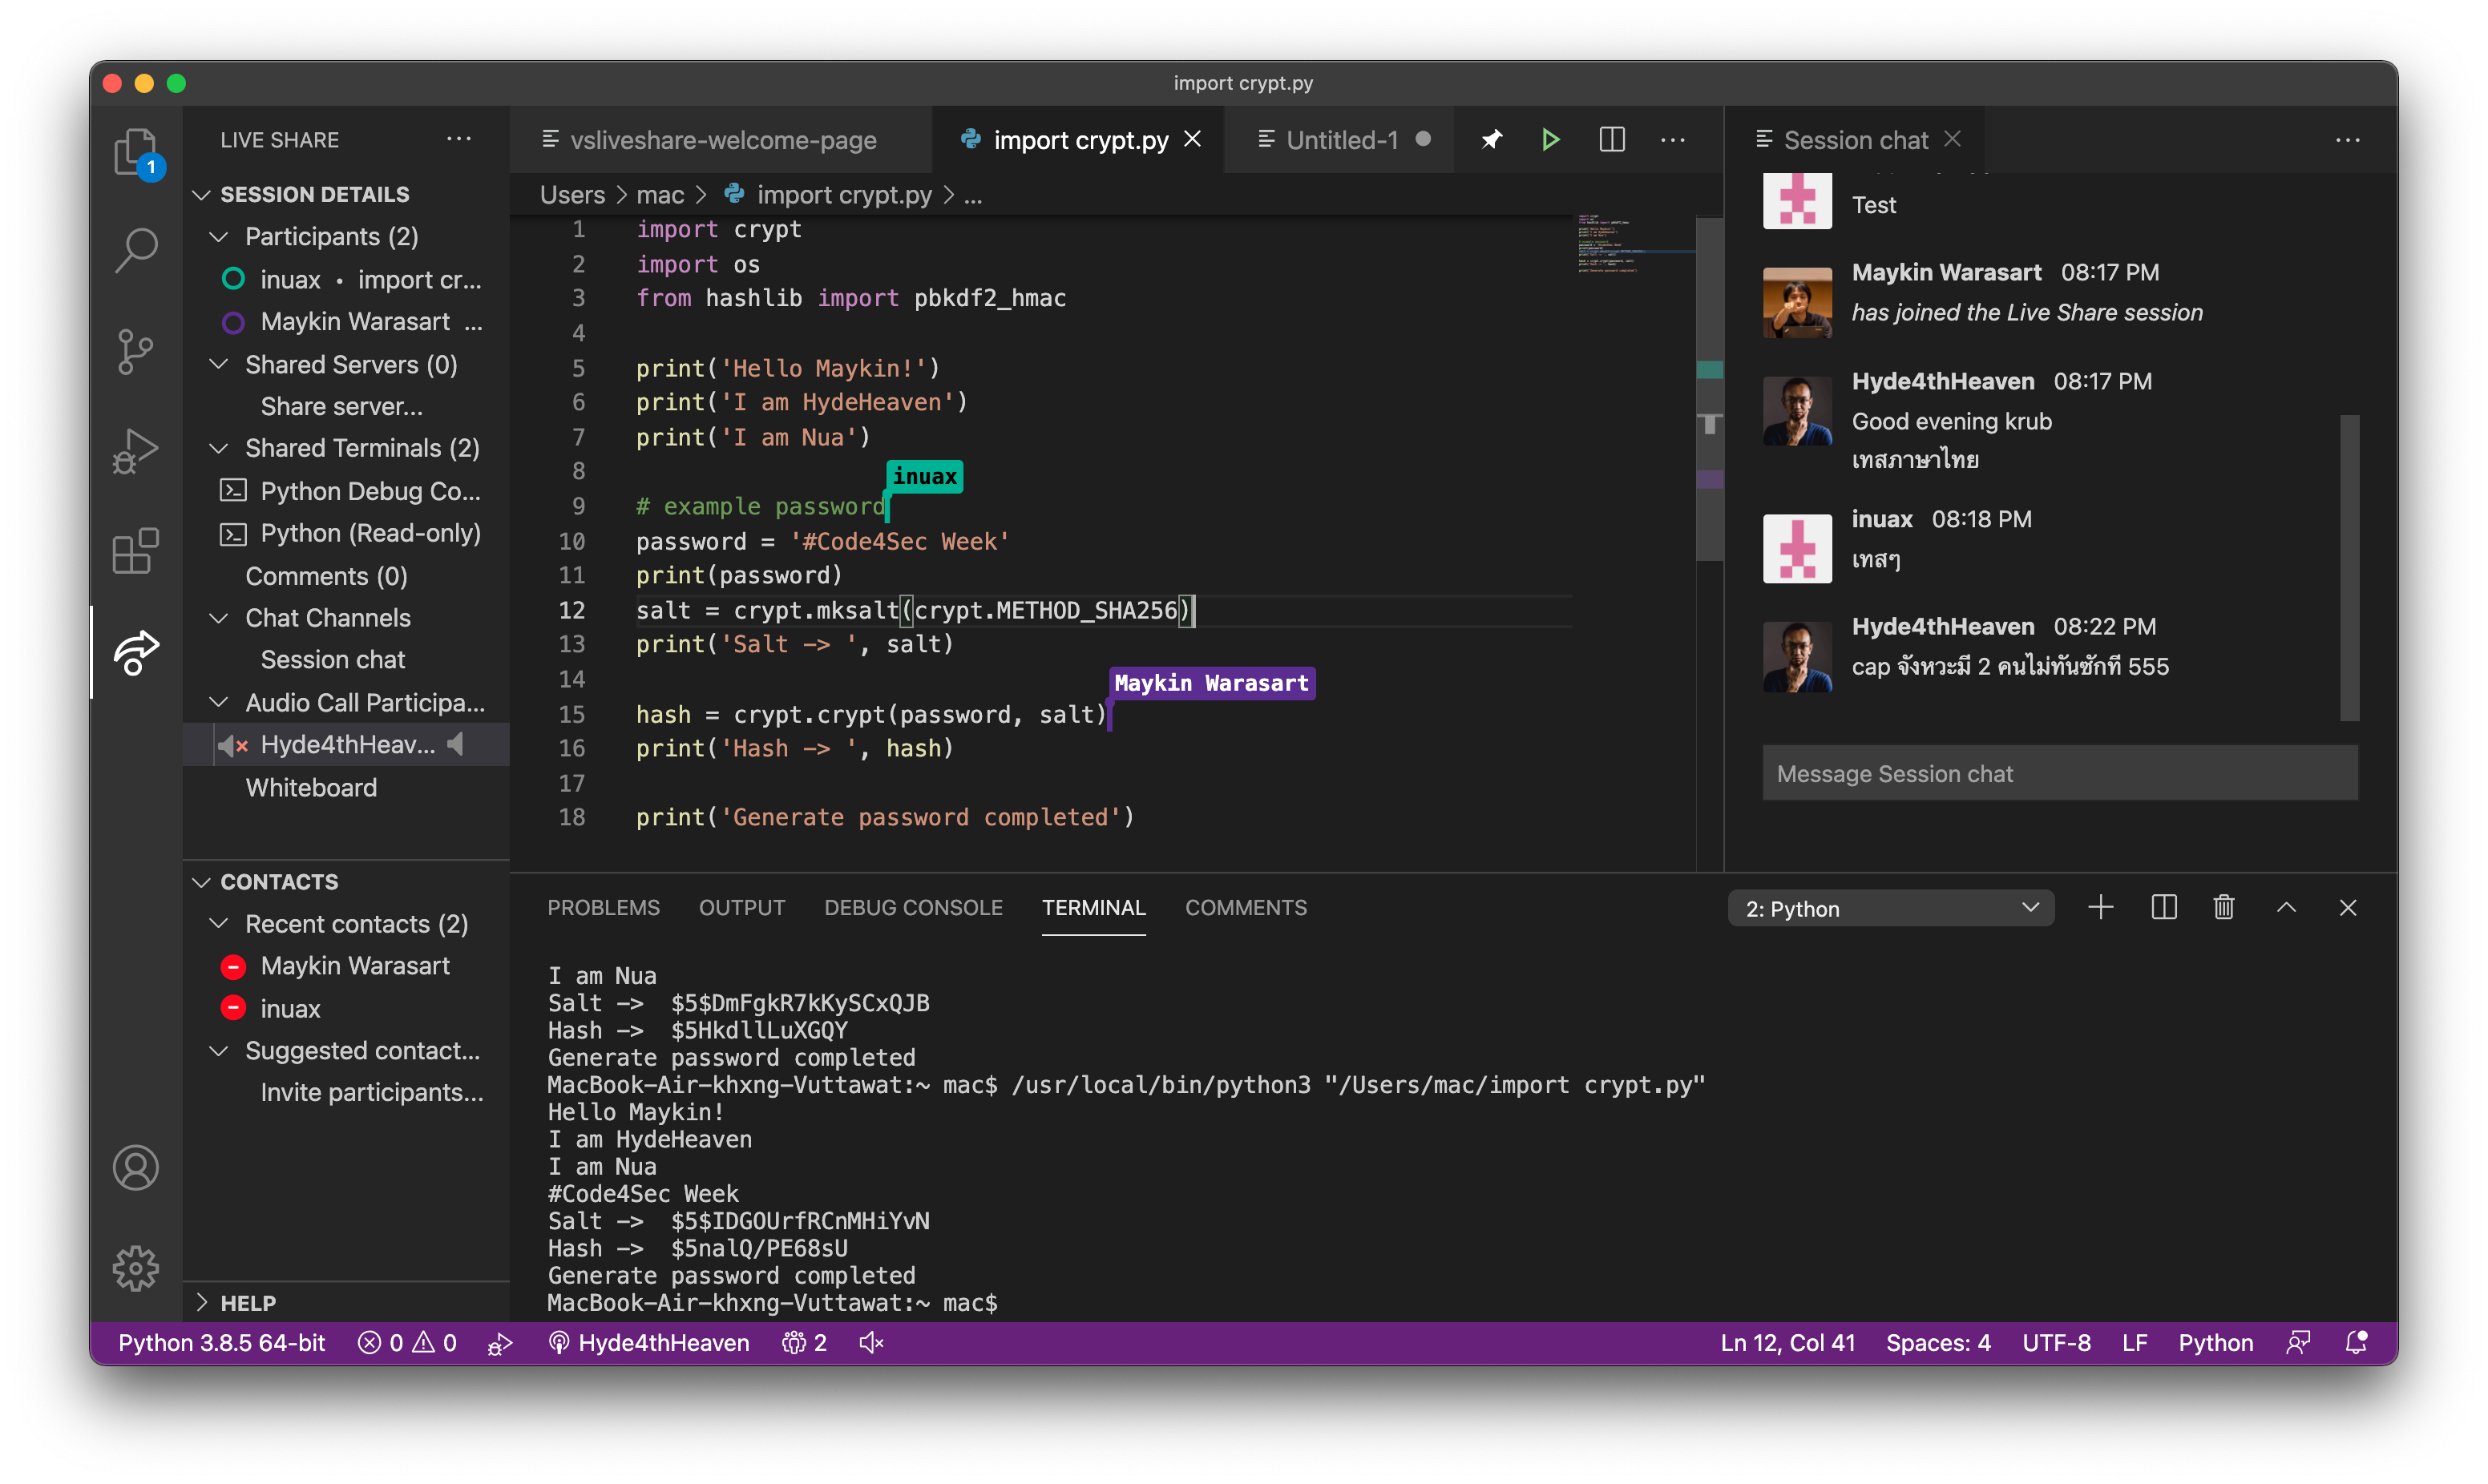 import crypt.py
LIVE SHARE
SESSION DETAILS
Participants (2)
inuax • import cr...
Maykin Warasart ...
Shared Servers (0)
Share server...
Shared Terminals (2)
Python Debug Co...
Python (Read-only)
Comments (0)
Chat Channels
Session chat
Audio Call Participa...
Hyde4thHeav...
Whiteboard
CONTACTS
Recent contacts (2)
Maykin Warasart
inuax
Suggested contact...
Invite participants...
HELP
1
vsliveshare-welcome-page
import crypt.py
Untitled-1
Users > mac > import crypt.py > ...
1 import crypt
2 import os
3 from hashlib import pbkdf2_hmac
4
5 print('Hello Maykin!')
6 print('I am HydeHeaven')
7 print('I am Nua')
8
inuax
9 # example password
10 password = '#Code4Sec Week'
11 print(password)
12 salt = crypt.mksalt(crypt.METHOD_SHA256)
13 print('Salt -> ', salt)
14
Maykin Warasart
15 hash = crypt.crypt(password, salt)
16 print('Hash -> ', hash)
17
18 print('Generate password completed')
Session chat
Test
Maykin Warasart 08:17 PM
has joined the Live Share session
Hyde4thHeaven 08:17 PM
Good evening krub
เทสภาษาไทย
inuax 08:18 PM
เทสๆ
Hyde4thHeaven 08:22 PM
cap จังหวะมี 2 คนไม่ทันซักที 555
Message Session chat
PROBLEMS OUTPUT DEBUG CONSOLE TERMINAL COMMENTS
2: Python
I am Nua
Salt -> $5$DmFgkR7kKySCxQJB
Hash -> $5HkdllLuXGQY
Generate password completed
MacBook-Air-khxng-Vuttawat:~ mac$ /usr/local/bin/python3 "/Users/mac/import crypt.py"
Hello Maykin!
I am HydeHeaven
I am Nua
#Code4Sec Week
Salt -> $5$IDGOUrfRCnMHiYvN
Hash -> $5nalQ/PE68sU
Generate password completed
MacBook-Air-khxng-Vuttawat:~ mac$
Python 3.8.5 64-bit 0 0 Hyde4thHeaven 2
Ln 12, Col 41 Spaces: 4 UTF-8 LF Python